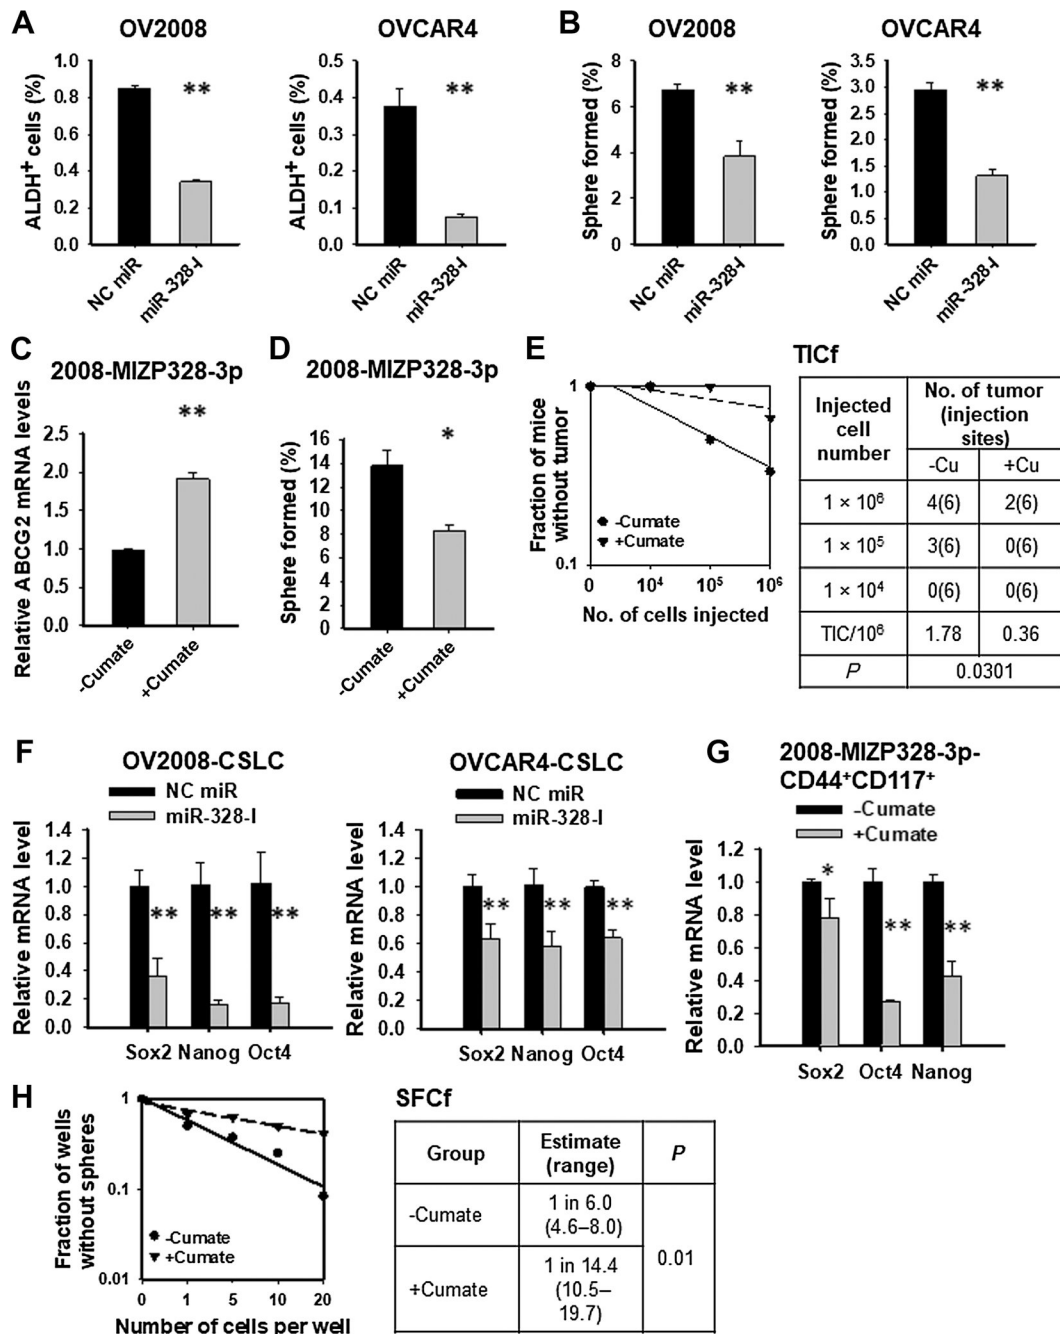 A
OV2008
OVCAR4
ALDH+ cells (%)
1.0
0.8
0.6
0.4
0.2
0.0
**
NC miR
miR-328-I
ALDH+ cells (%)
0.5
0.4
0.3
0.2
0.1
0.0
**
NC miR
miR-328-I
B
OV2008
OVCAR4
Sphere formed (%)
8
6
4
2
0
**
NC miR
miR-328-I
Sphere formed (%)
3.5
3.0
2.5
2.0
1.5
1.0
0.5
0.0
**
NC miR
miR-328-I
C
2008-MIZP328-3p
Relative ABCG2 mRNA levels
2.5
2.0
1.5
1.0
0.5
0.0
**
-Cumate
+Cumate
D
2008-MIZP328-3p
Sphere formed (%)
16
14
12
10
8
6
4
2
0
*
-Cumate
+Cumate
E
Fraction of mice
without tumor
1
0.1
-Cumate
+Cumate
0
10⁴
10⁵
10⁶
No. of cells injected
TICf
Injected cell number
No. of tumor (injection sites)
-Cu
+Cu
1 × 10⁶ 4(6) 2(6)
1 × 10⁵ 3(6) 0(6)
1 × 10⁴ 0(6) 0(6)
TIC/10⁶ 1.78 0.36
P 0.0301
F
OV2008-CSLC
NC miR
miR-328-I
Relative mRNA level
1.4
1.2
1.0
0.8
0.6
0.4
0.2
0.0
** ** **
Sox2 Nanog Oct4
OVCAR4-CSLC
NC miR
miR-328-I
Relative mRNA level
1.4
1.2
1.0
0.8
0.6
0.4
0.2
0.0
** ** **
Sox2 Nanog Oct4
G
2008-MIZP328-3p-
CD44+CD117+
-Cumate
+Cumate
Relative mRNA level
1.2
1.0
0.8
0.6
0.4
0.2
0.0
* ** **
Sox2 Oct4 Nanog
H
Fraction of wells
without spheres
1
0.1
0.01
-Cumate
+Cumate
0 1 5 10 20
Number of cells per well
SFCf
Group
Estimate
(range)
P
-Cumate
1 in 6.0
(4.6–8.0)
+Cumate
1 in 14.4
(10.5–
19.7)
0.01